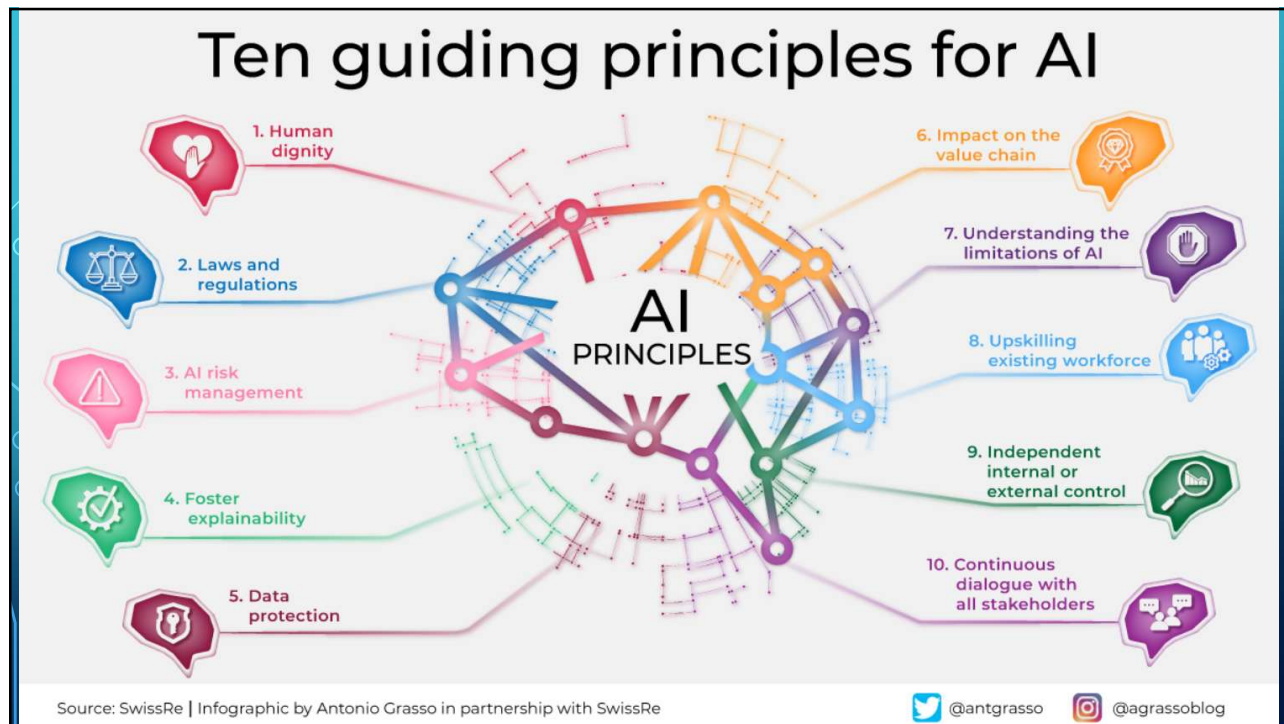 Ten guiding principles for AI
1. Human
dignity
2. Laws and
regulations
3. AI risk
management
4. Foster
explainability
5. Data
protection
AI
PRINCIPLES
6. Impact on the
value chain
7. Understanding the
limitations of AI
8. Upskilling
existing workforce
9. Independent
internal or
external control
10. Continuous
dialogue with
all stakeholders
Source: SwissRe | Infographic by Antonio Grasso in partnership with SwissRe
@antgrasso
@agrassoblog